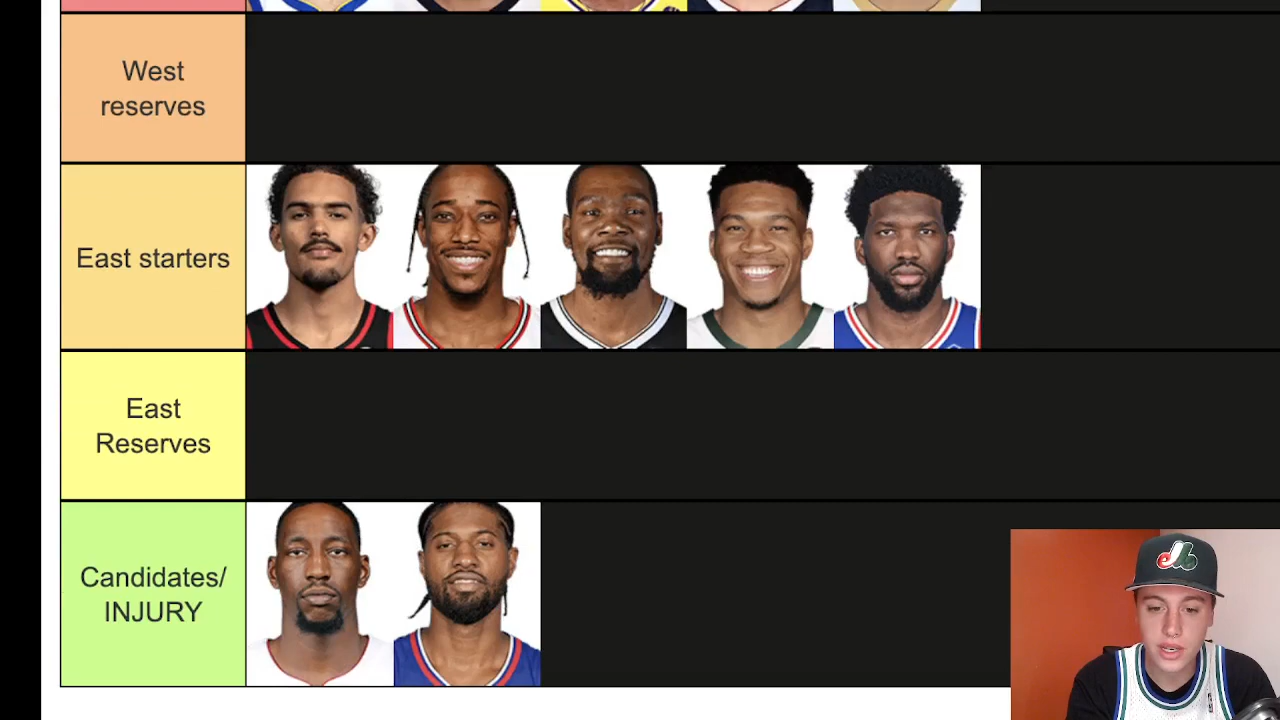 West
reserves
East starters
East
Reserves
Candidates/
INJURY